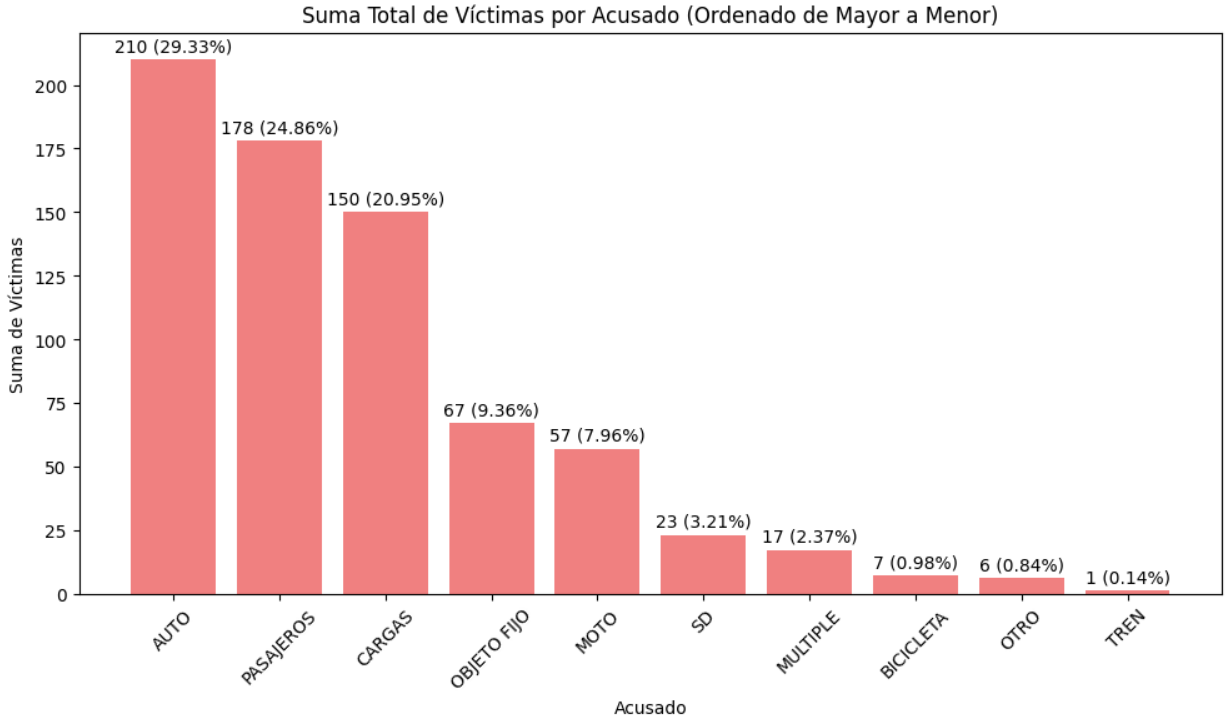 Suma Total de Víctimas por Acusado (Ordenado de Mayor a Menor)
Suma de Víctimas
200
175
150
125
100
75
50
25
0
210 (29.33%)
178 (24.86%)
150 (20.95%)
67 (9.36%)
57 (7.96%)
23 (3.21%)
17 (2.37%)
7 (0.98%)
6 (0.84%)
1 (0.14%)
AUTO
PASAJEROS
CARGAS
OBJETO FIJO
MOTO
SD
MULTIPLE
BICICLETA
OTRO
TREN
Acusado